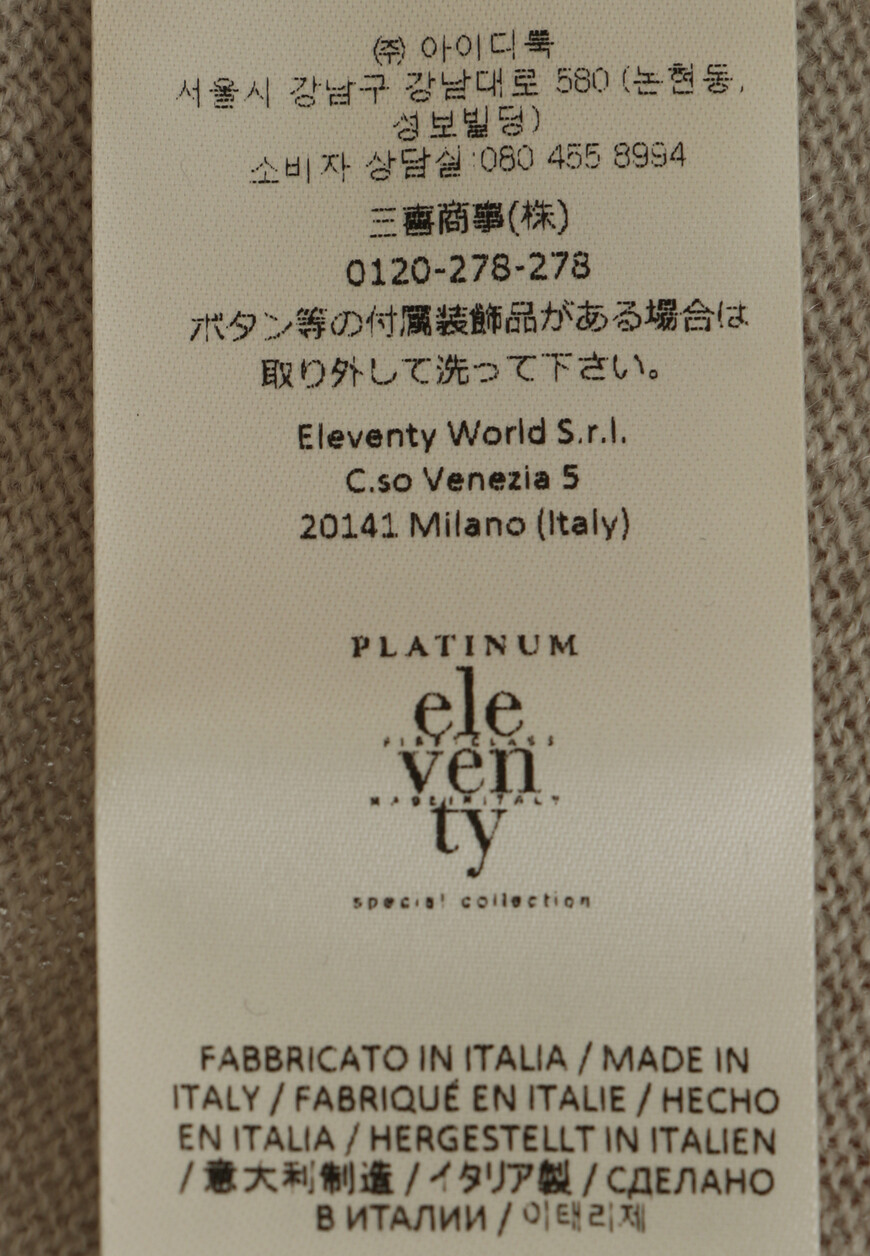 (주) 아이디룩
서울시 강남구 강남대로 580 (논현동,
성보빌딩)
소비자 상담실:080 455 8994
三喜商事(株)
0120-278-278
ボタン等の付属装飾品がある場合は
取り外して洗って下さい。
Eleventy World S.r.l.
C.so Venezia 5
20141 Milano (Italy)
PLATINUM
ele
FIRST CLASS
ven
MADE IN ITALY
ty
special collection
FABBRICATO IN ITALIA / MADE IN
ITALY / FABRIQUÉ EN ITALIE / HECHO
EN ITALIA / HERGESTELLT IN ITALIEN
/ 意大利制造 / イタリア製 / СДЕЛАНО
В ИТАЛИИ / 이태리제